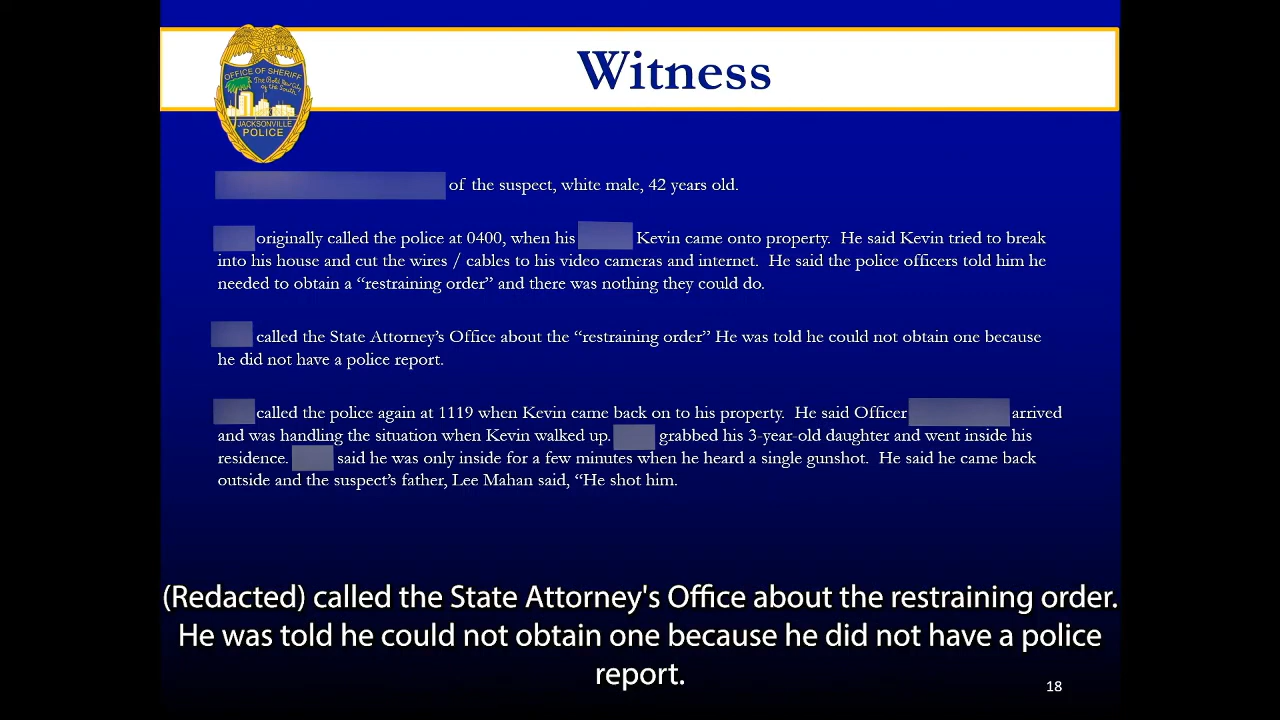 Witness
OFFICE OF SHERIFF
The Bold New City
of the South
JACKSONVILLE
POLICE
of the suspect, white male, 42 years old.
originally called the police at 0400, when his Kevin came onto property. He said Kevin tried to break
into his house and cut the wires / cables to his video cameras and internet. He said the police officers told him he
needed to obtain a “restraining order” and there was nothing they could do.
called the State Attorney’s Office about the “restraining order” He was told he could not obtain one because
he did not have a police report.
called the police again at 1119 when Kevin came back on to his property. He said Officer arrived
and was handling the situation when Kevin walked up. grabbed his 3-year-old daughter and went inside his
residence. said he was only inside for a few minutes when he heard a single gunshot. He said he came back
outside and the suspect’s father, Lee Mahan said, “He shot him.
(Redacted) called the State Attorney's Office about the restraining order.
He was told he could not obtain one because he did not have a police
report.
18